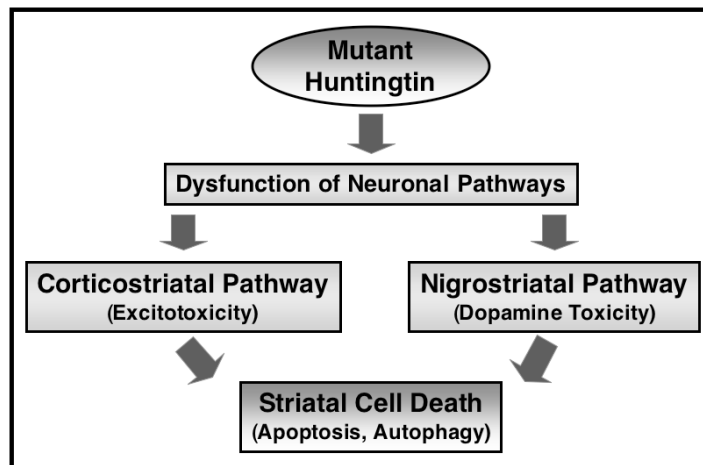 Mutant
Huntingtin
Dysfunction of Neuronal Pathways
Corticostriatal Pathway
(Excitotoxicity)
Nigrostriatal Pathway
(Dopamine Toxicity)
Striatal Cell Death
(Apoptosis, Autophagy)